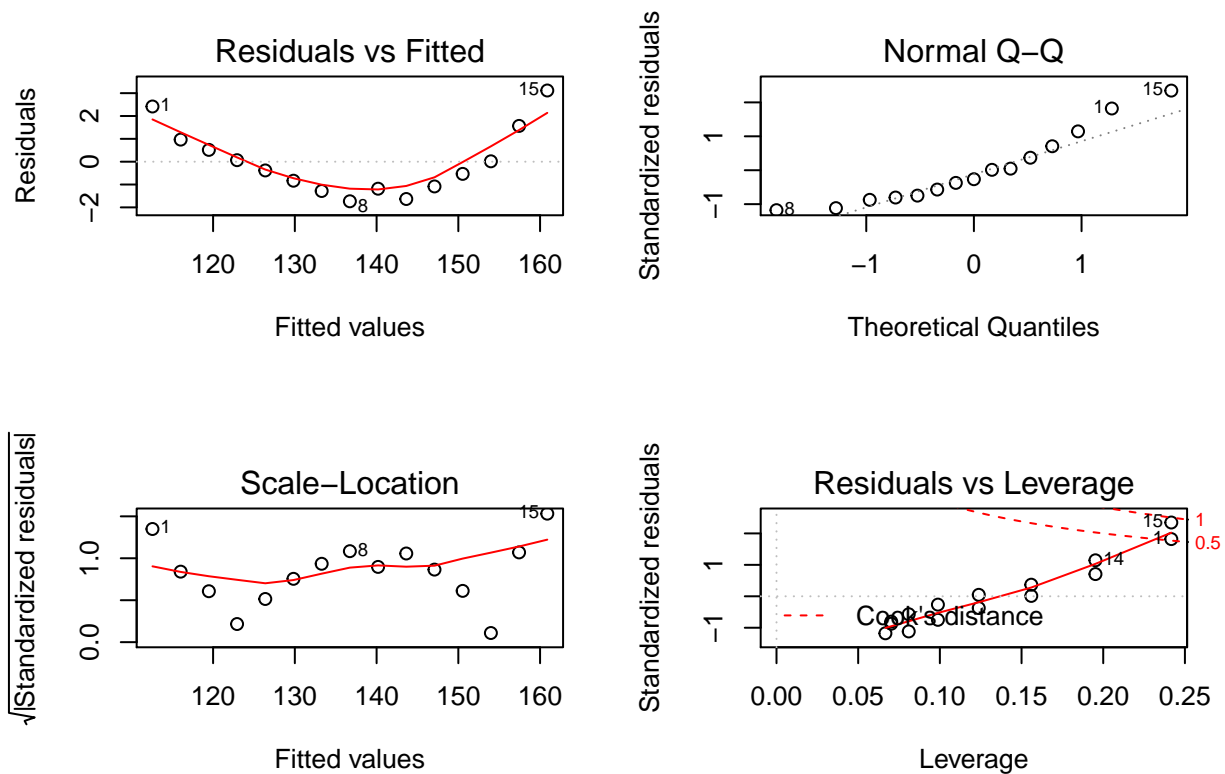 Residuals vs Fitted
Residuals
2
0
−2
1
8
15
120 130 140 150 160
Fitted values
Normal Q−Q
Standardized residuals
1
−1
8
1
15
−1 0 1
Theoretical Quantiles
Scale−Location
√|Standardized residuals|
1.0
0.0
1
8
15
120 130 140 150 160
Fitted values
Residuals vs Leverage
Standardized residuals
1
−1
15
1
14
1
0.5
Cook's distance
0.00 0.05 0.10 0.15 0.20 0.25
Leverage